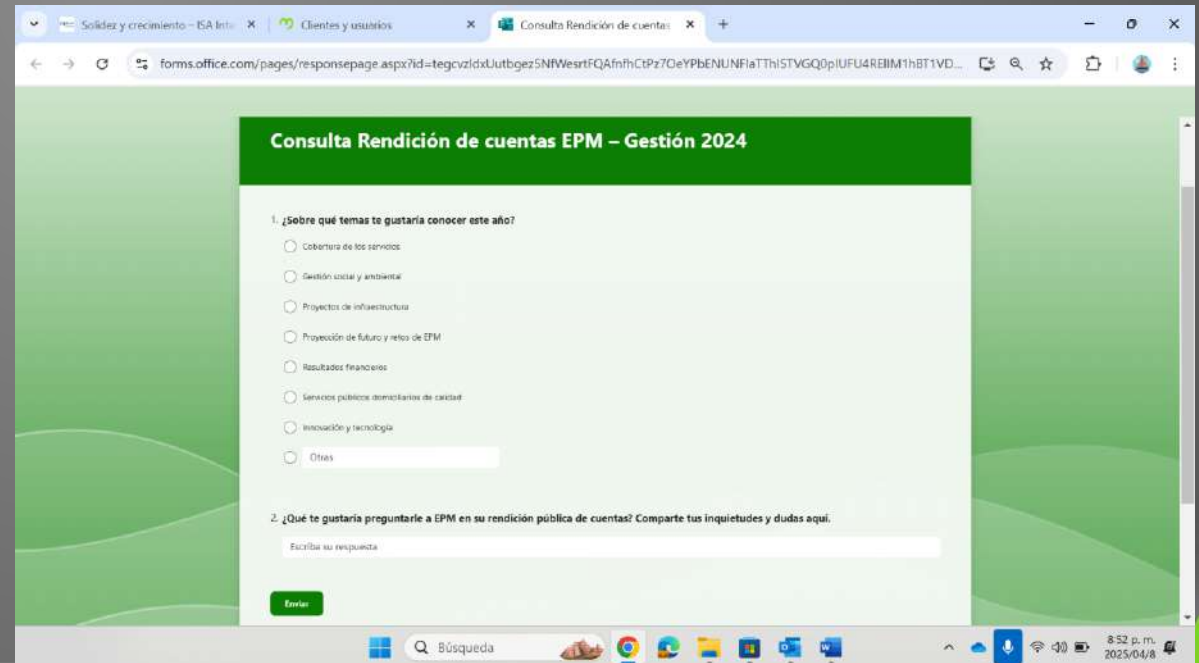 Solidez y crecimiento – ISA Inte
Clientes y usuarios
Consulta Rendición de cuentas
forms.office.com/pages/responsepage.aspx?id=
Consulta Rendición de cuentas EPM – Gestión 2024
1. ¿Sobre qué temas te gustaría conocer este año?
Cobertura de los servicios
Gestión social y ambiental
Proyectos de infraestructura
Proyección de futuro y retos de EPM
Resultados financieros
Servicios públicos domiciliarios de calidad
Innovación y tecnología
Otras
2. ¿Qué te gustaría preguntarle a EPM en su rendición pública de cuentas? Comparte tus inquietudes y dudas aquí.
Escriba su respuesta
Enviar
Búsqueda
8:52 p. m.
2025/04/8